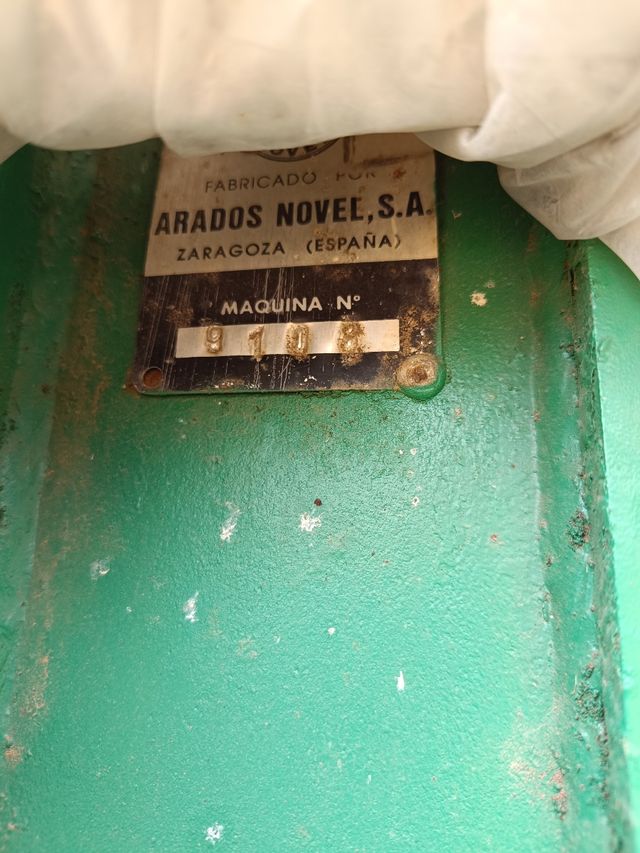 FABRICADO POR
ARADOS NOVEL, S.A.
ZARAGOZA (ESPAÑA)
MAQUINA Nº
9108